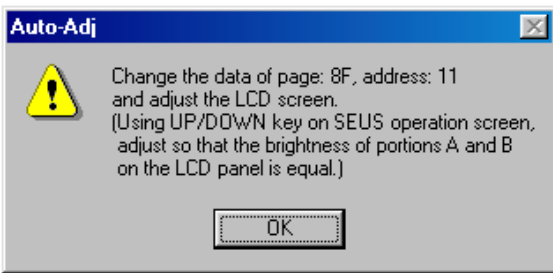 Auto-Adj
Change the data of page: 8F, address: 11
and adjust the LCD screen.
(Using UP/DOWN key on SEUS operation screen,
adjust so that the brightness of portions A and B
on the LCD panel is equal.)
OK